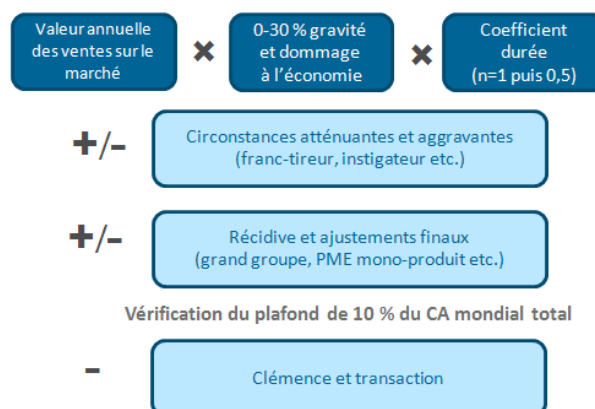 Valeur annuelle
des ventes sur le
marché
×
0-30 % gravité
et dommage
à l'économie
×
Coefficient
durée
(n=1 puis 0,5)
+/-
Circonstances atténuantes et aggravantes
(franc-tireur, instigateur etc.)
+/-
Récidive et ajustements finaux
(grand groupe, PME mono-produit etc.)
Vérification du plafond de 10 % du CA mondial total
-
Clémence et transaction